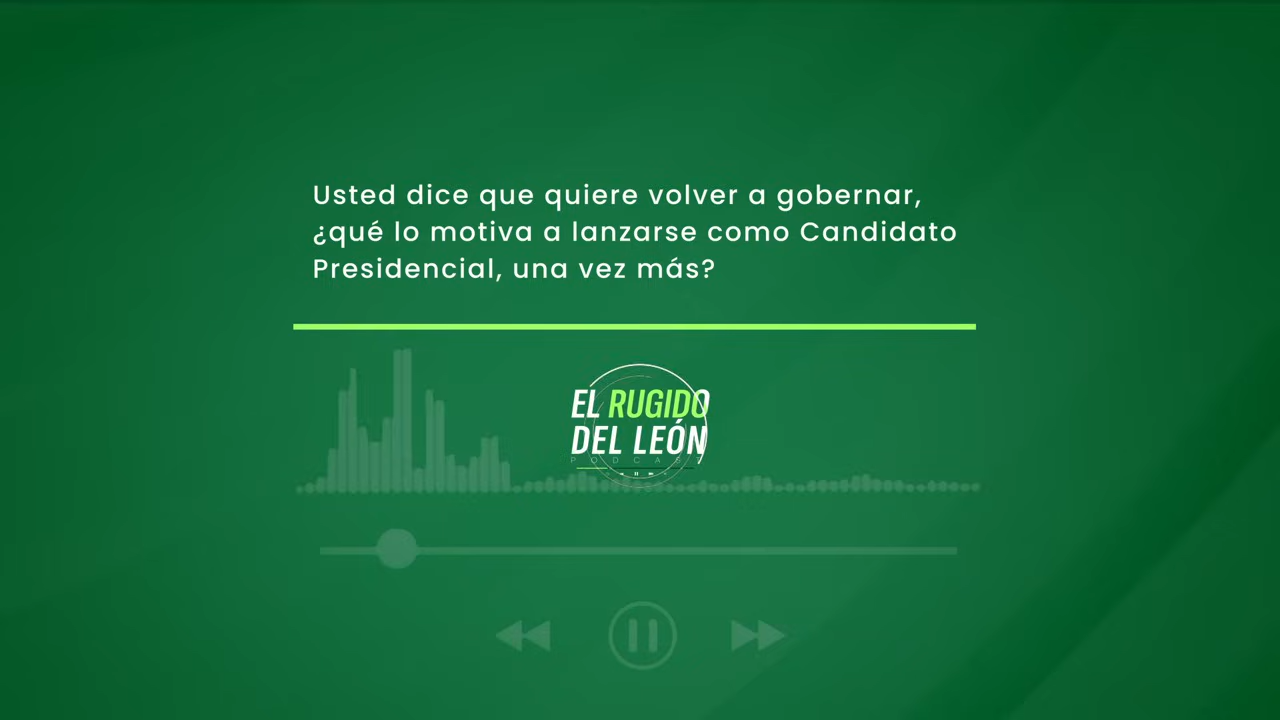 Usted dice que quiere volver a gobernar,
¿qué lo motiva a lanzarse como Candidato
Presidencial, una vez más?
EL RUGIDO
DEL LEÓN
PODCAST